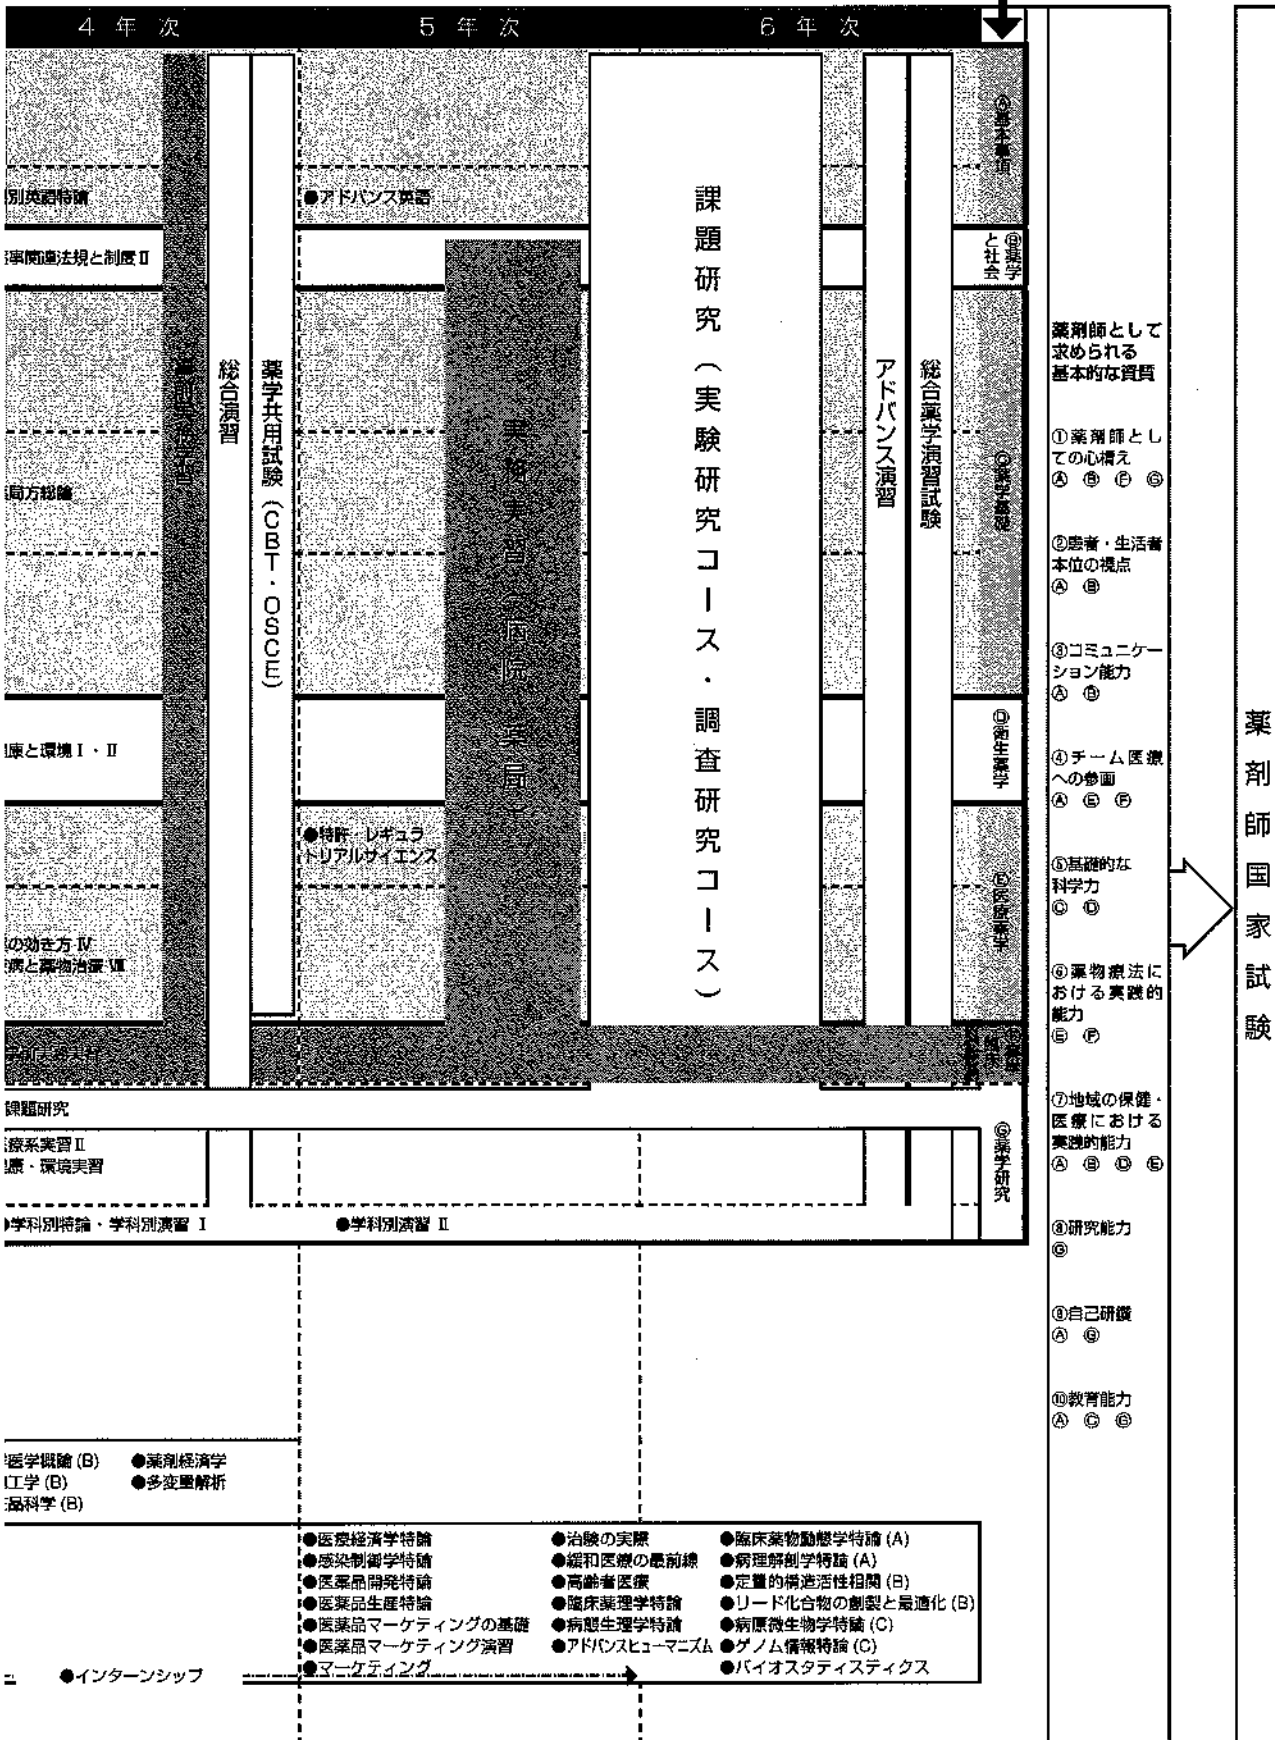 4 年 次
5 年 次
6 年 次
Ⓐ基本事項
別英語特論
●アドバンス英語
事関連法規と制度Ⅱ
Ⓑ薬学
と社会
総合演習
薬学共用試験（CBT・OSCE）
課題研究（実験研究コース・調査研究コース）
アドバンス演習
総合薬学演習試験
局方総論
Ⓒ薬学基礎
康と環境Ⅰ・Ⅱ
Ⓓ衛生薬学
●特許・レギュラ
トリアルサイエンス
の効き方Ⅳ
病と薬物治療Ⅶ
Ⓔ医療薬学
課題研究
療系実習Ⅱ
康・環境実習
Ⓖ薬学研究
●学科別特論・学科別演習 Ⅰ
●学科別演習 Ⅱ
薬剤師として
求められる
基本的な資質
①薬剤師とし
ての心構え
Ⓐ Ⓑ Ⓕ Ⓖ
②患者・生活者
本位の視点
Ⓐ Ⓑ
③コミュニケー
ション能力
Ⓐ Ⓑ
④チーム医療
への参画
Ⓐ Ⓔ Ⓕ
⑤基礎的な
科学力
Ⓒ Ⓓ
⑥薬物療法に
おける実践的
能力
Ⓔ Ⓕ
⑦地域の保健・
医療における
実践的能力
Ⓐ Ⓑ Ⓓ Ⓔ
⑧研究能力
Ⓖ
⑨自己研鑽
Ⓐ Ⓖ
⑩教育能力
Ⓐ Ⓒ Ⓖ
薬剤師国家試験
医学概論 (B)
工学 (B)
品科学 (B)
●薬剤経済学
●多変量解析
●医療経済学特論
●感染制御学特論
●医薬品開発特論
●医薬品生産特論
●医薬品マーケティングの基礎
●医薬品マーケティング演習
●マーケティング
●治験の実際
●緩和医療の最前線
●高齢者医療
●臨床薬理学特論
●病態生理学特論
●アドバンスヒューマニズム
●臨床薬物動態学特論 (A)
●病理解剖学特論 (A)
●定量的構造活性相関 (B)
●リード化合物の創製と最適化 (B)
●病原微生物学特論 (C)
●ゲノム情報特論 (C)
●バイオスタティスティクス
●インターンシップ